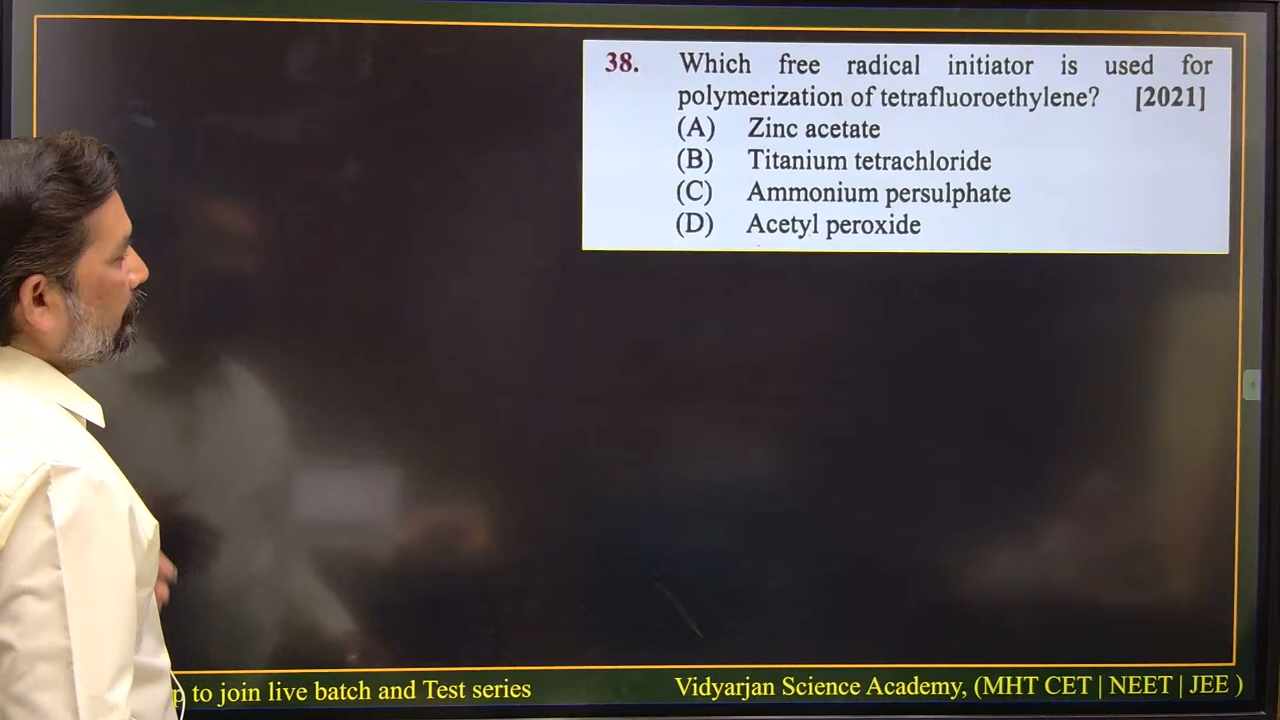 38. Which free radical initiator is used for
polymerization of tetrafluoroethylene? [2021]
(A) Zinc acetate
(B) Titanium tetrachloride
(C) Ammonium persulphate
(D) Acetyl peroxide
to join live batch and Test series
Vidyarjan Science Academy, (MHT CET | NEET | JEE )